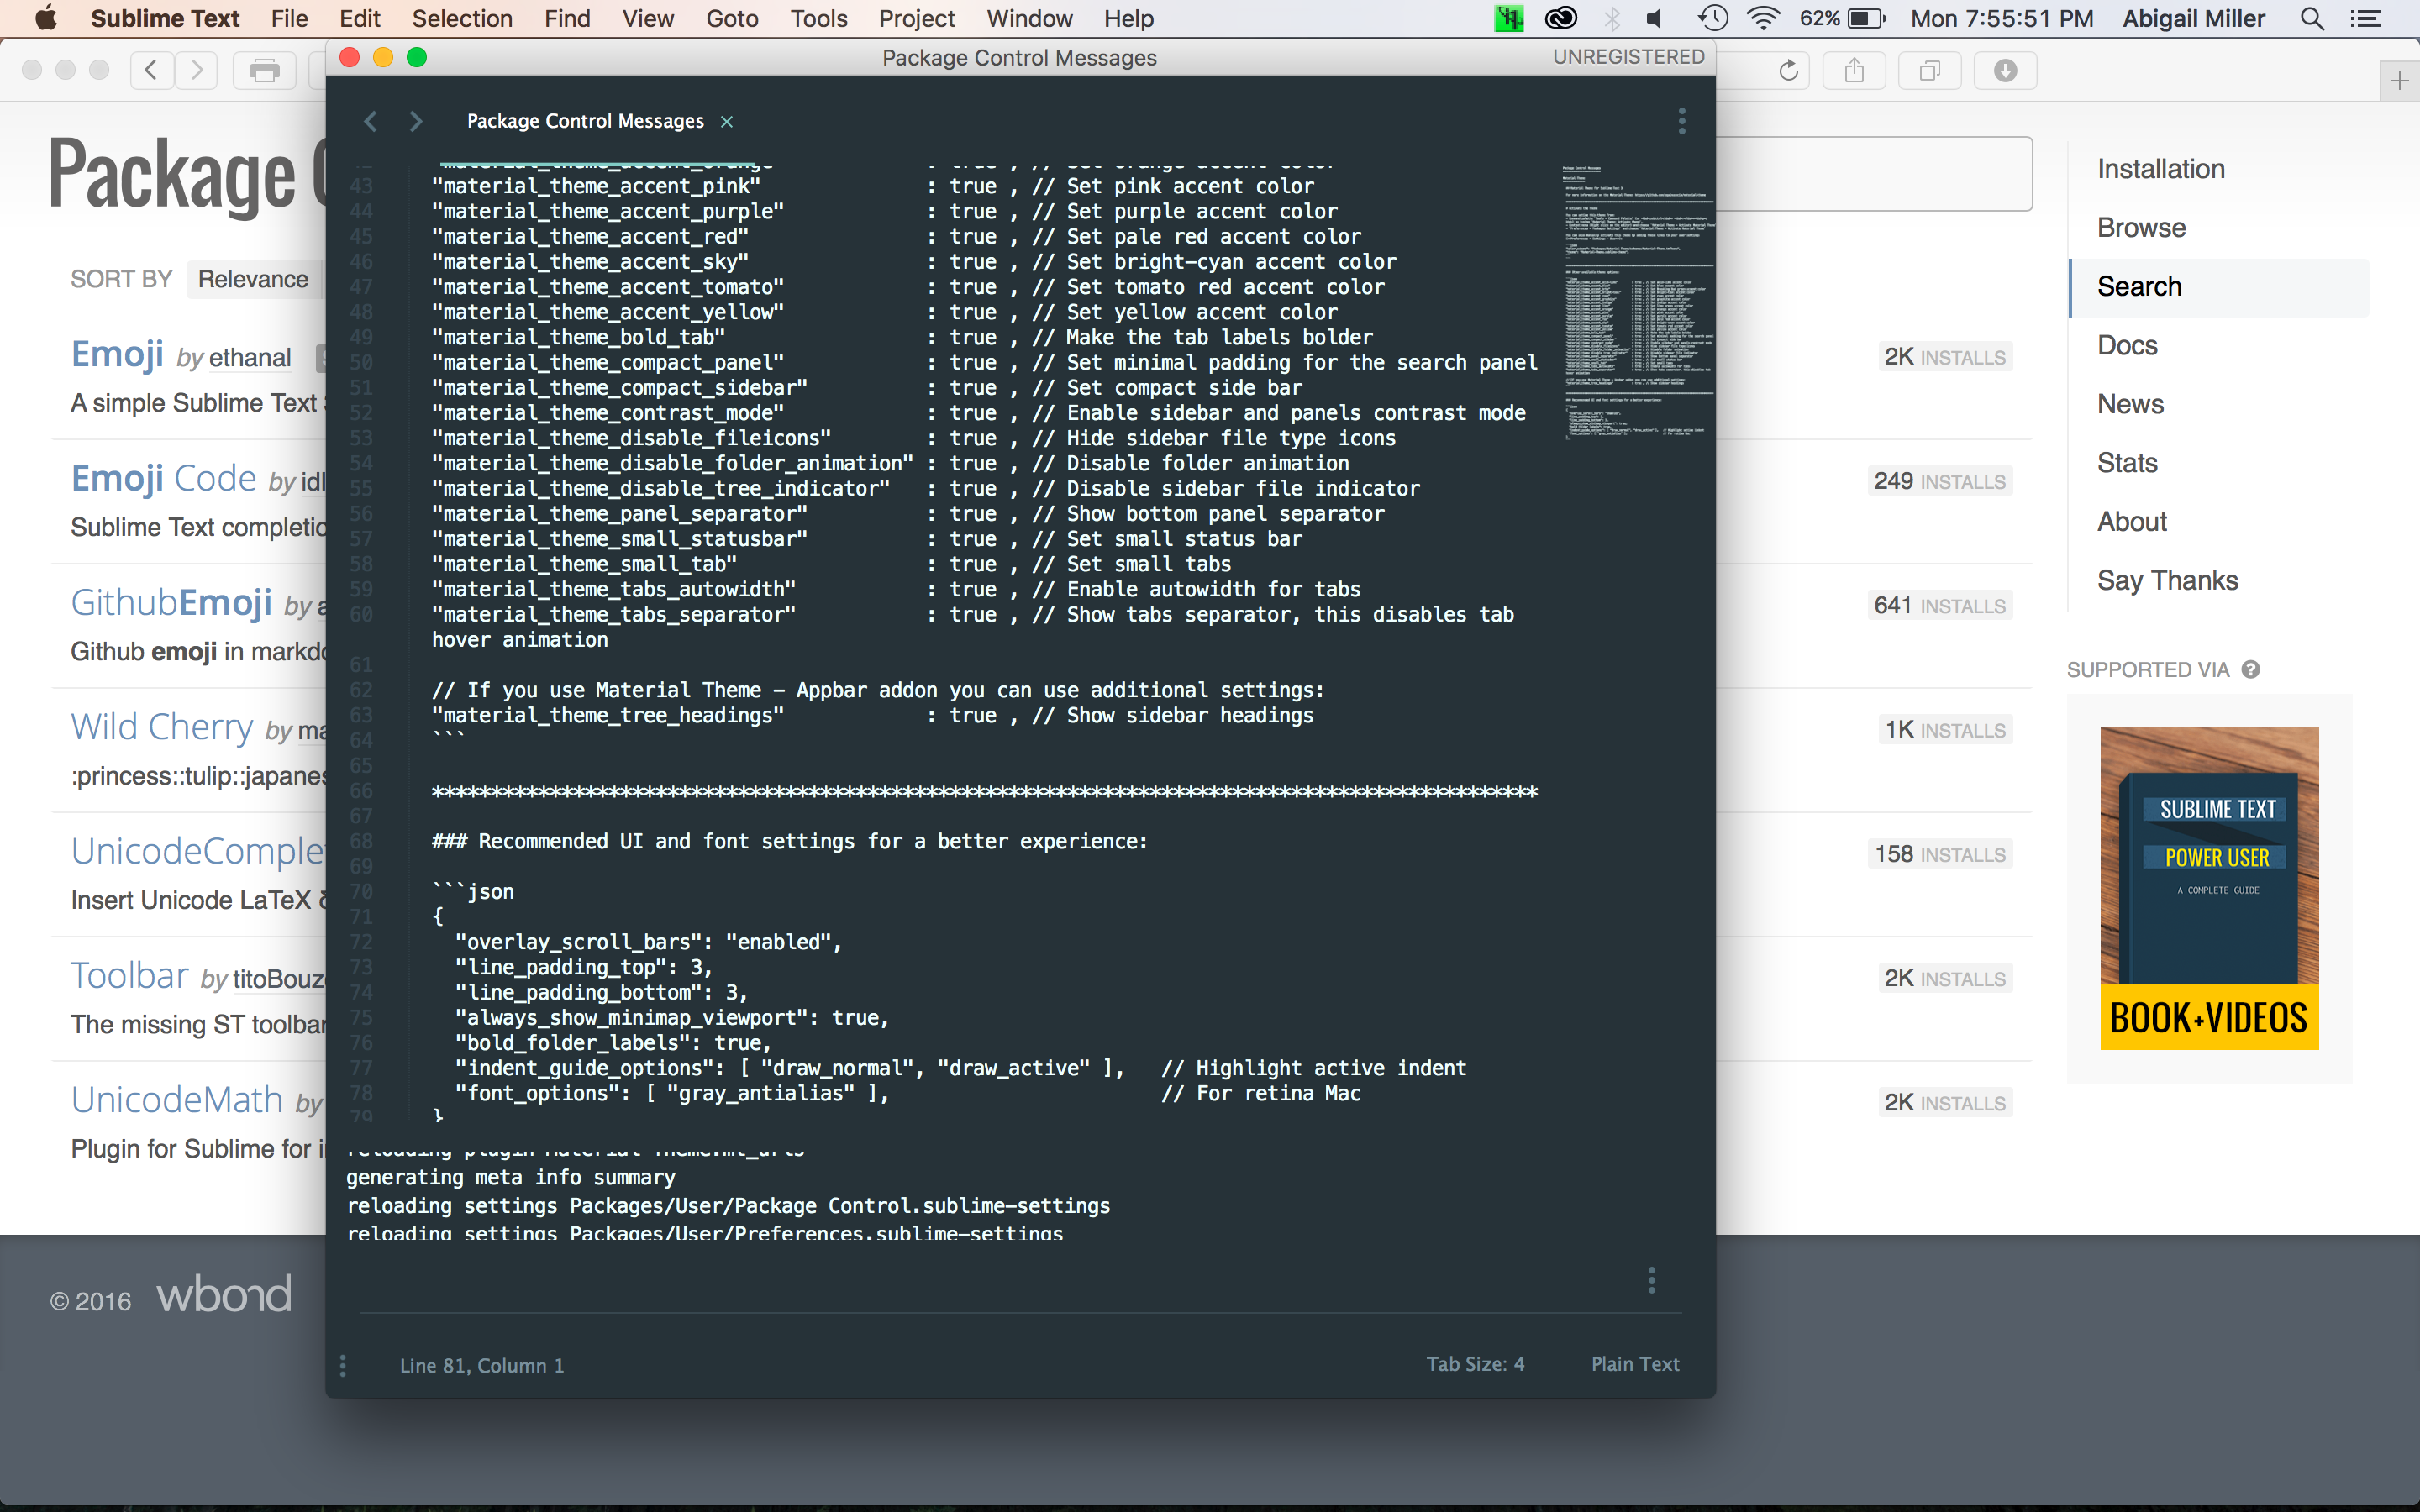 Sublime Text File Edit Selection Find View Goto Tools Project Window Help 62% Mon 7:55:51 PM Abigail Miller
Package Control Messages UNREGISTERED
Package Control Messages ×
43 "material_theme_accent_pink" : true , // Set pink accent color
44 "material_theme_accent_purple" : true , // Set purple accent color
45 "material_theme_accent_red" : true , // Set pale red accent color
46 "material_theme_accent_sky" : true , // Set bright-cyan accent color
47 "material_theme_accent_tomato" : true , // Set tomato red accent color
48 "material_theme_accent_yellow" : true , // Set yellow accent color
49 "material_theme_bold_tab" : true , // Make the tab labels bolder
50 "material_theme_compact_panel" : true , // Set minimal padding for the search panel
51 "material_theme_compact_sidebar" : true , // Set compact side bar
52 "material_theme_contrast_mode" : true , // Enable sidebar and panels contrast mode
53 "material_theme_disable_fileicons" : true , // Hide sidebar file type icons
54 "material_theme_disable_folder_animation" : true , // Disable folder animation
55 "material_theme_disable_tree_indicator" : true , // Disable sidebar file indicator
56 "material_theme_panel_separator" : true , // Show bottom panel separator
57 "material_theme_small_statusbar" : true , // Set small status bar
58 "material_theme_small_tab" : true , // Set small tabs
59 "material_theme_tabs_autowidth" : true , // Enable autowidth for tabs
60 "material_theme_tabs_separator" : true , // Show tabs separator, this disables tab
hover animation
61
62 // If you use Material Theme - Appbar addon you can use additional settings:
63 "material_theme_tree_headings" : true , // Show sidebar headings
64 ```
65
66 **********************************************************************************************
67
68 ### Recommended UI and font settings for a better experience:
69
70 ```json
71 {
72 "overlay_scroll_bars": "enabled",
73 "line_padding_top": 3,
74 "line_padding_bottom": 3,
75 "always_show_minimap_viewport": true,
76 "bold_folder_labels": true,
77 "indent_guide_options": [ "draw_normal", "draw_active" ], // Highlight active indent
78 "font_options": [ "gray_antialias" ], // For retina Mac
79 }
generating meta info summary
reloading settings Packages/User/Package Control.sublime-settings
reloading settings Packages/User/Preferences.sublime-settings
Line 81, Column 1 Tab Size: 4 Plain Text
Package
SORT BY Relevance
Emoji by ethanal
A simple Sublime Text
2K INSTALLS
Emoji Code by
Sublime Text
249 INSTALLS
GithubEmoji by
Github emoji in
641 INSTALLS
Wild Cherry by
:princess::tulip:
1K INSTALLS
Insert Unicode LaTeX
158 INSTALLS
Toolbar by
The missing ST toolbar
2K INSTALLS
UnicodeMath by
Plugin for Sublime for
2K INSTALLS
© 2016 wbond
Installation
Browse
Search
Docs
News
Stats
About
Say Thanks
SUPPORTED VIA ?
SUBLIME TEXT
POWER USER
A COMPLETE GUIDE
BOOK+VIDEOS